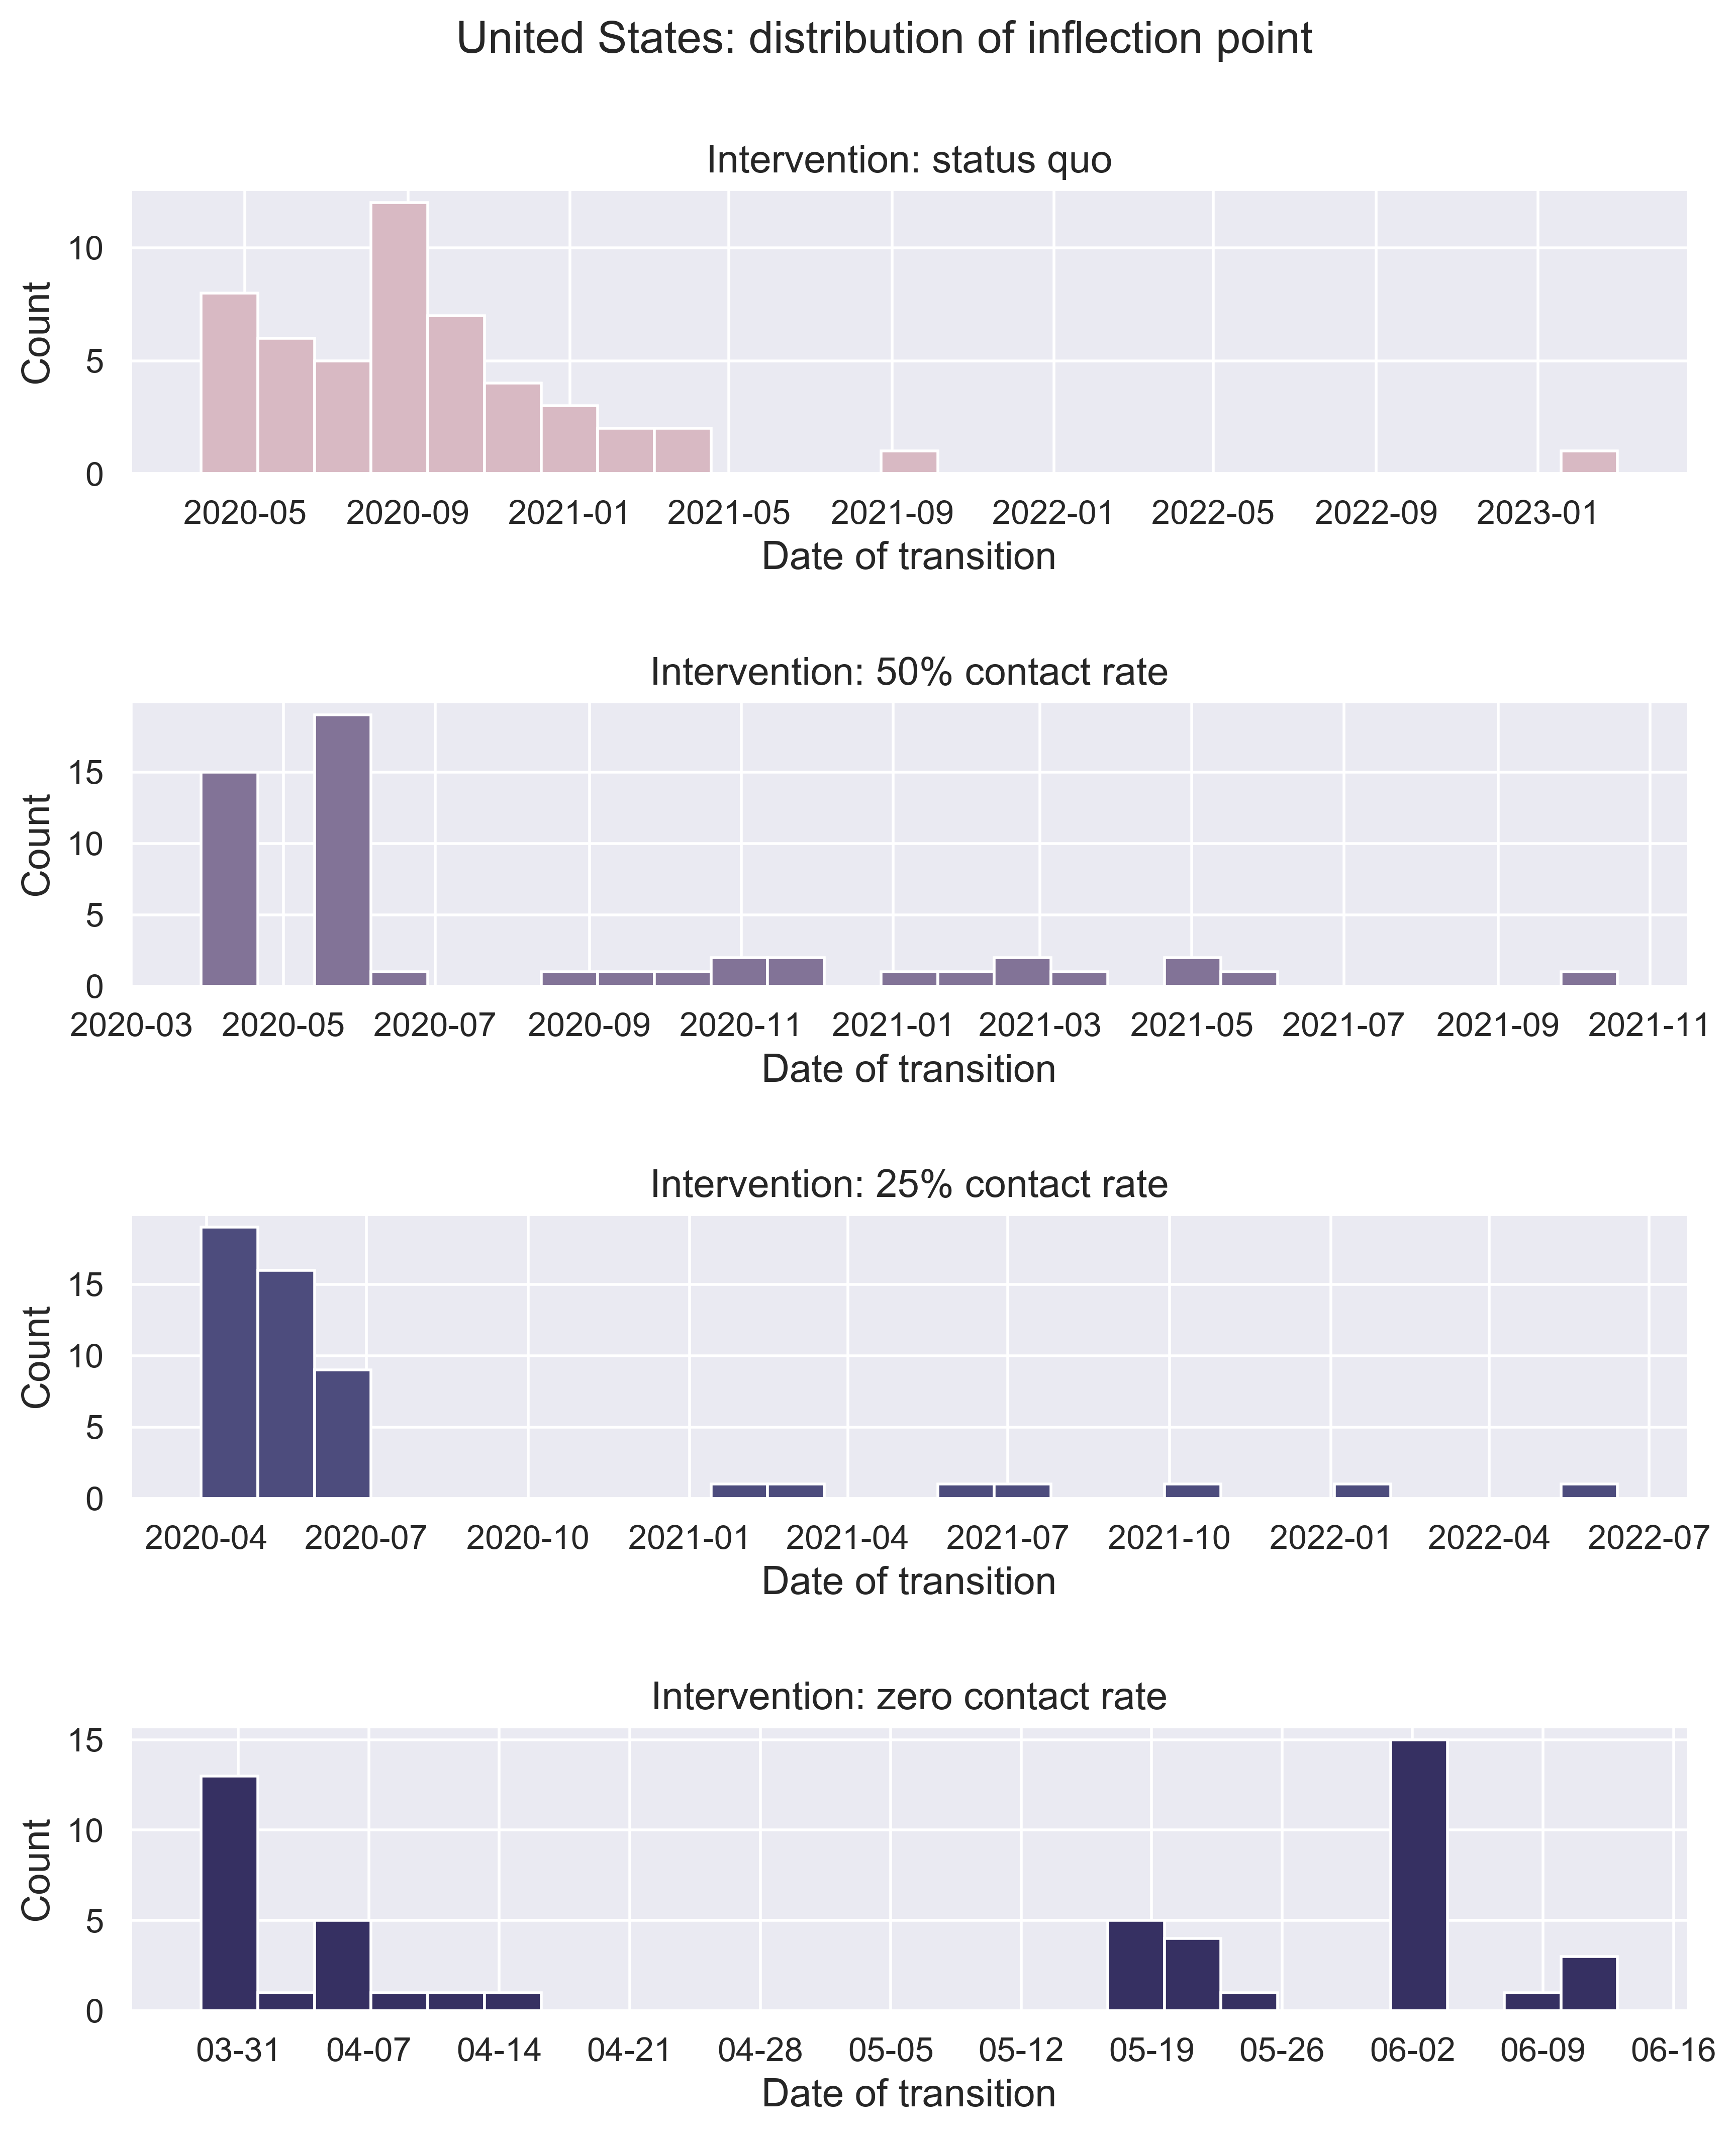 United States: distribution of inflection point
Intervention: status quo
Count
10
5
0
2020-05 2020-09 2021-01 2021-05 2021-09 2022-01 2022-05 2022-09 2023-01
Date of transition
Intervention: 50% contact rate
Count
15
10
5
0
2020-03 2020-05 2020-07 2020-09 2020-11 2021-01 2021-03 2021-05 2021-07 2021-09 2021-11
Date of transition
Intervention: 25% contact rate
Count
15
10
5
0
2020-04 2020-07 2020-10 2021-01 2021-04 2021-07 2021-10 2022-01 2022-04 2022-07
Date of transition
Intervention: zero contact rate
Count
15
10
5
0
03-31 04-07 04-14 04-21 04-28 05-05 05-12 05-19 05-26 06-02 06-09 06-16
Date of transition